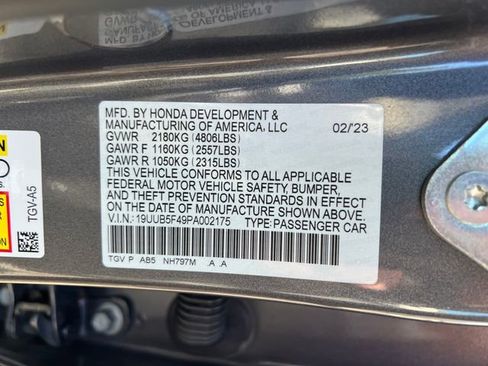 MFD. BY HONDA DEVELOPMENT &
MANUFACTURING OF AMERICA, LLC 02/'23
GVWR 2180KG (4806LBS)
GAWR F 1160KG (2557LBS)
GAWR R 1050KG (2315LBS)
THIS VEHICLE CONFORMS TO ALL APPLICABLE
FEDERAL MOTOR VEHICLE SAFETY, BUMPER,
AND THEFT PREVENTION STANDARDS IN EFFECT
ON THE DATE OF MANUFACTURE SHOWN ABOVE.
V.I.N: 19UUB5F49PA002175 TYPE:PASSENGER CAR
TGV P AB5 NH797M A A
TGV-A5